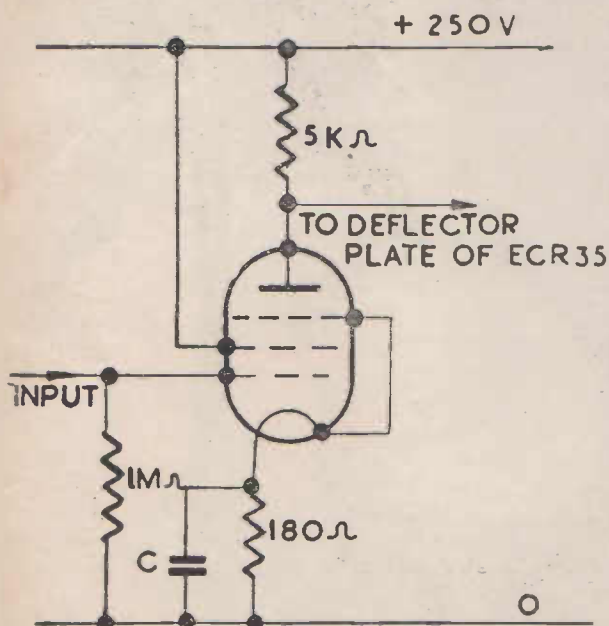 + 250V
5KΩ
TO DEFLECTOR
PLATE OF ECR35
INPUT
1MΩ
180Ω
C
O